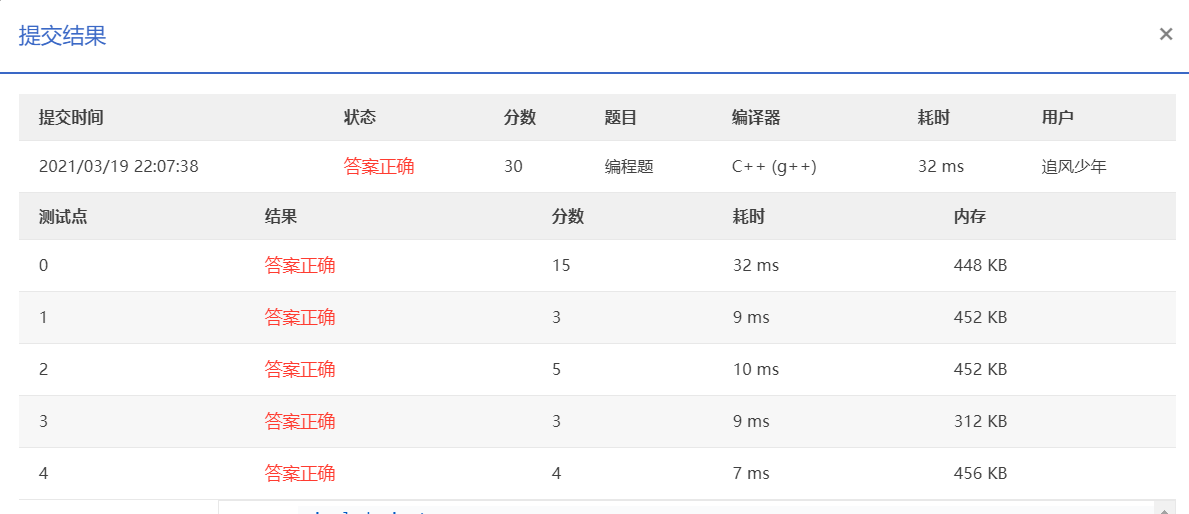 提交结果 ×
提交时间 状态 分数 题目 编译器 耗时 用户
2021/03/19 22:07:38 答案正确 30 编程题 C++ (g++) 32 ms 追风少年
测试点 结果 分数 耗时 内存
0 答案正确 15 32 ms 448 KB
1 答案正确 3 9 ms 452 KB
2 答案正确 5 10 ms 452 KB
3 答案正确 3 9 ms 312 KB
4 答案正确 4 7 ms 456 KB